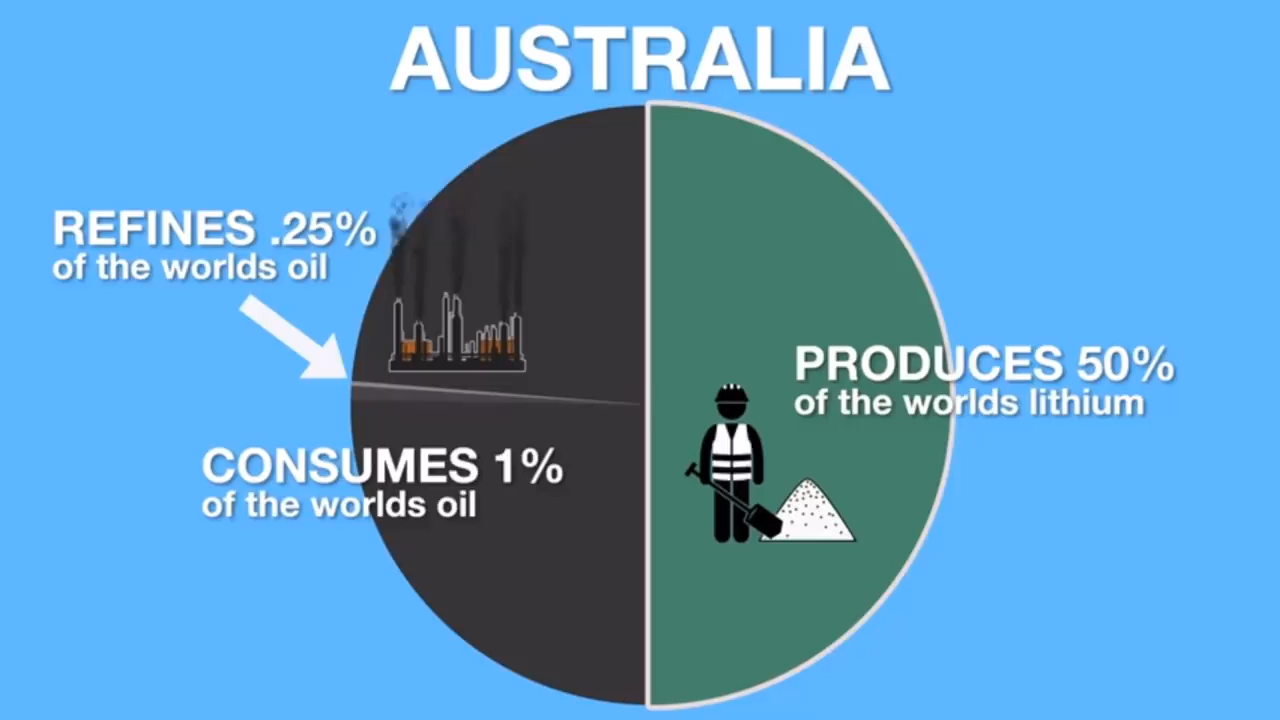 AUSTRALIA
REFINES .25%
of the worlds oil
PRODUCES 50%
of the worlds lithium
CONSUMES 1%
of the worlds oil